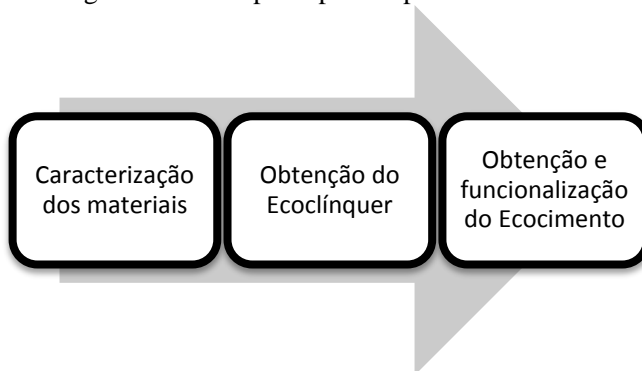 Caracterização
dos materiais
Obtenção do
Ecoclínquer
Obtenção e
funcionalização
do Ecocimento